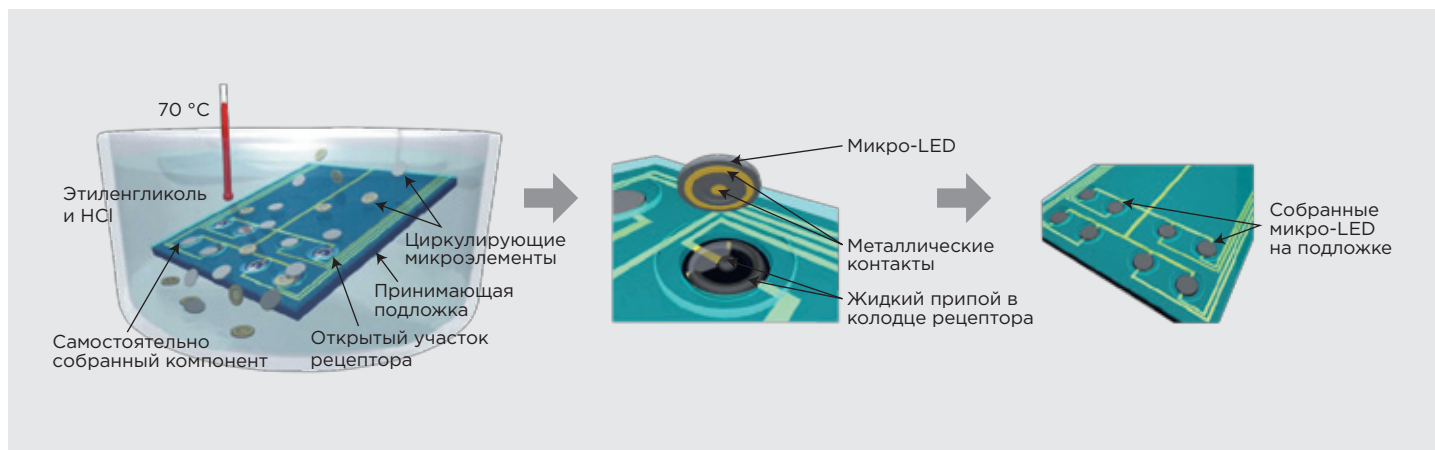 70 °C
Этиленгликоль
и HCl
Циркулирующие
микроэлементы
Принимающая
подложка
Открытый участок
рецептора
Самостоятельно
собранный компонент
Микро-LED
Металлические
контакты
Жидкий припой в
колодце рецептора
Собранные
микро-LED
на подложке